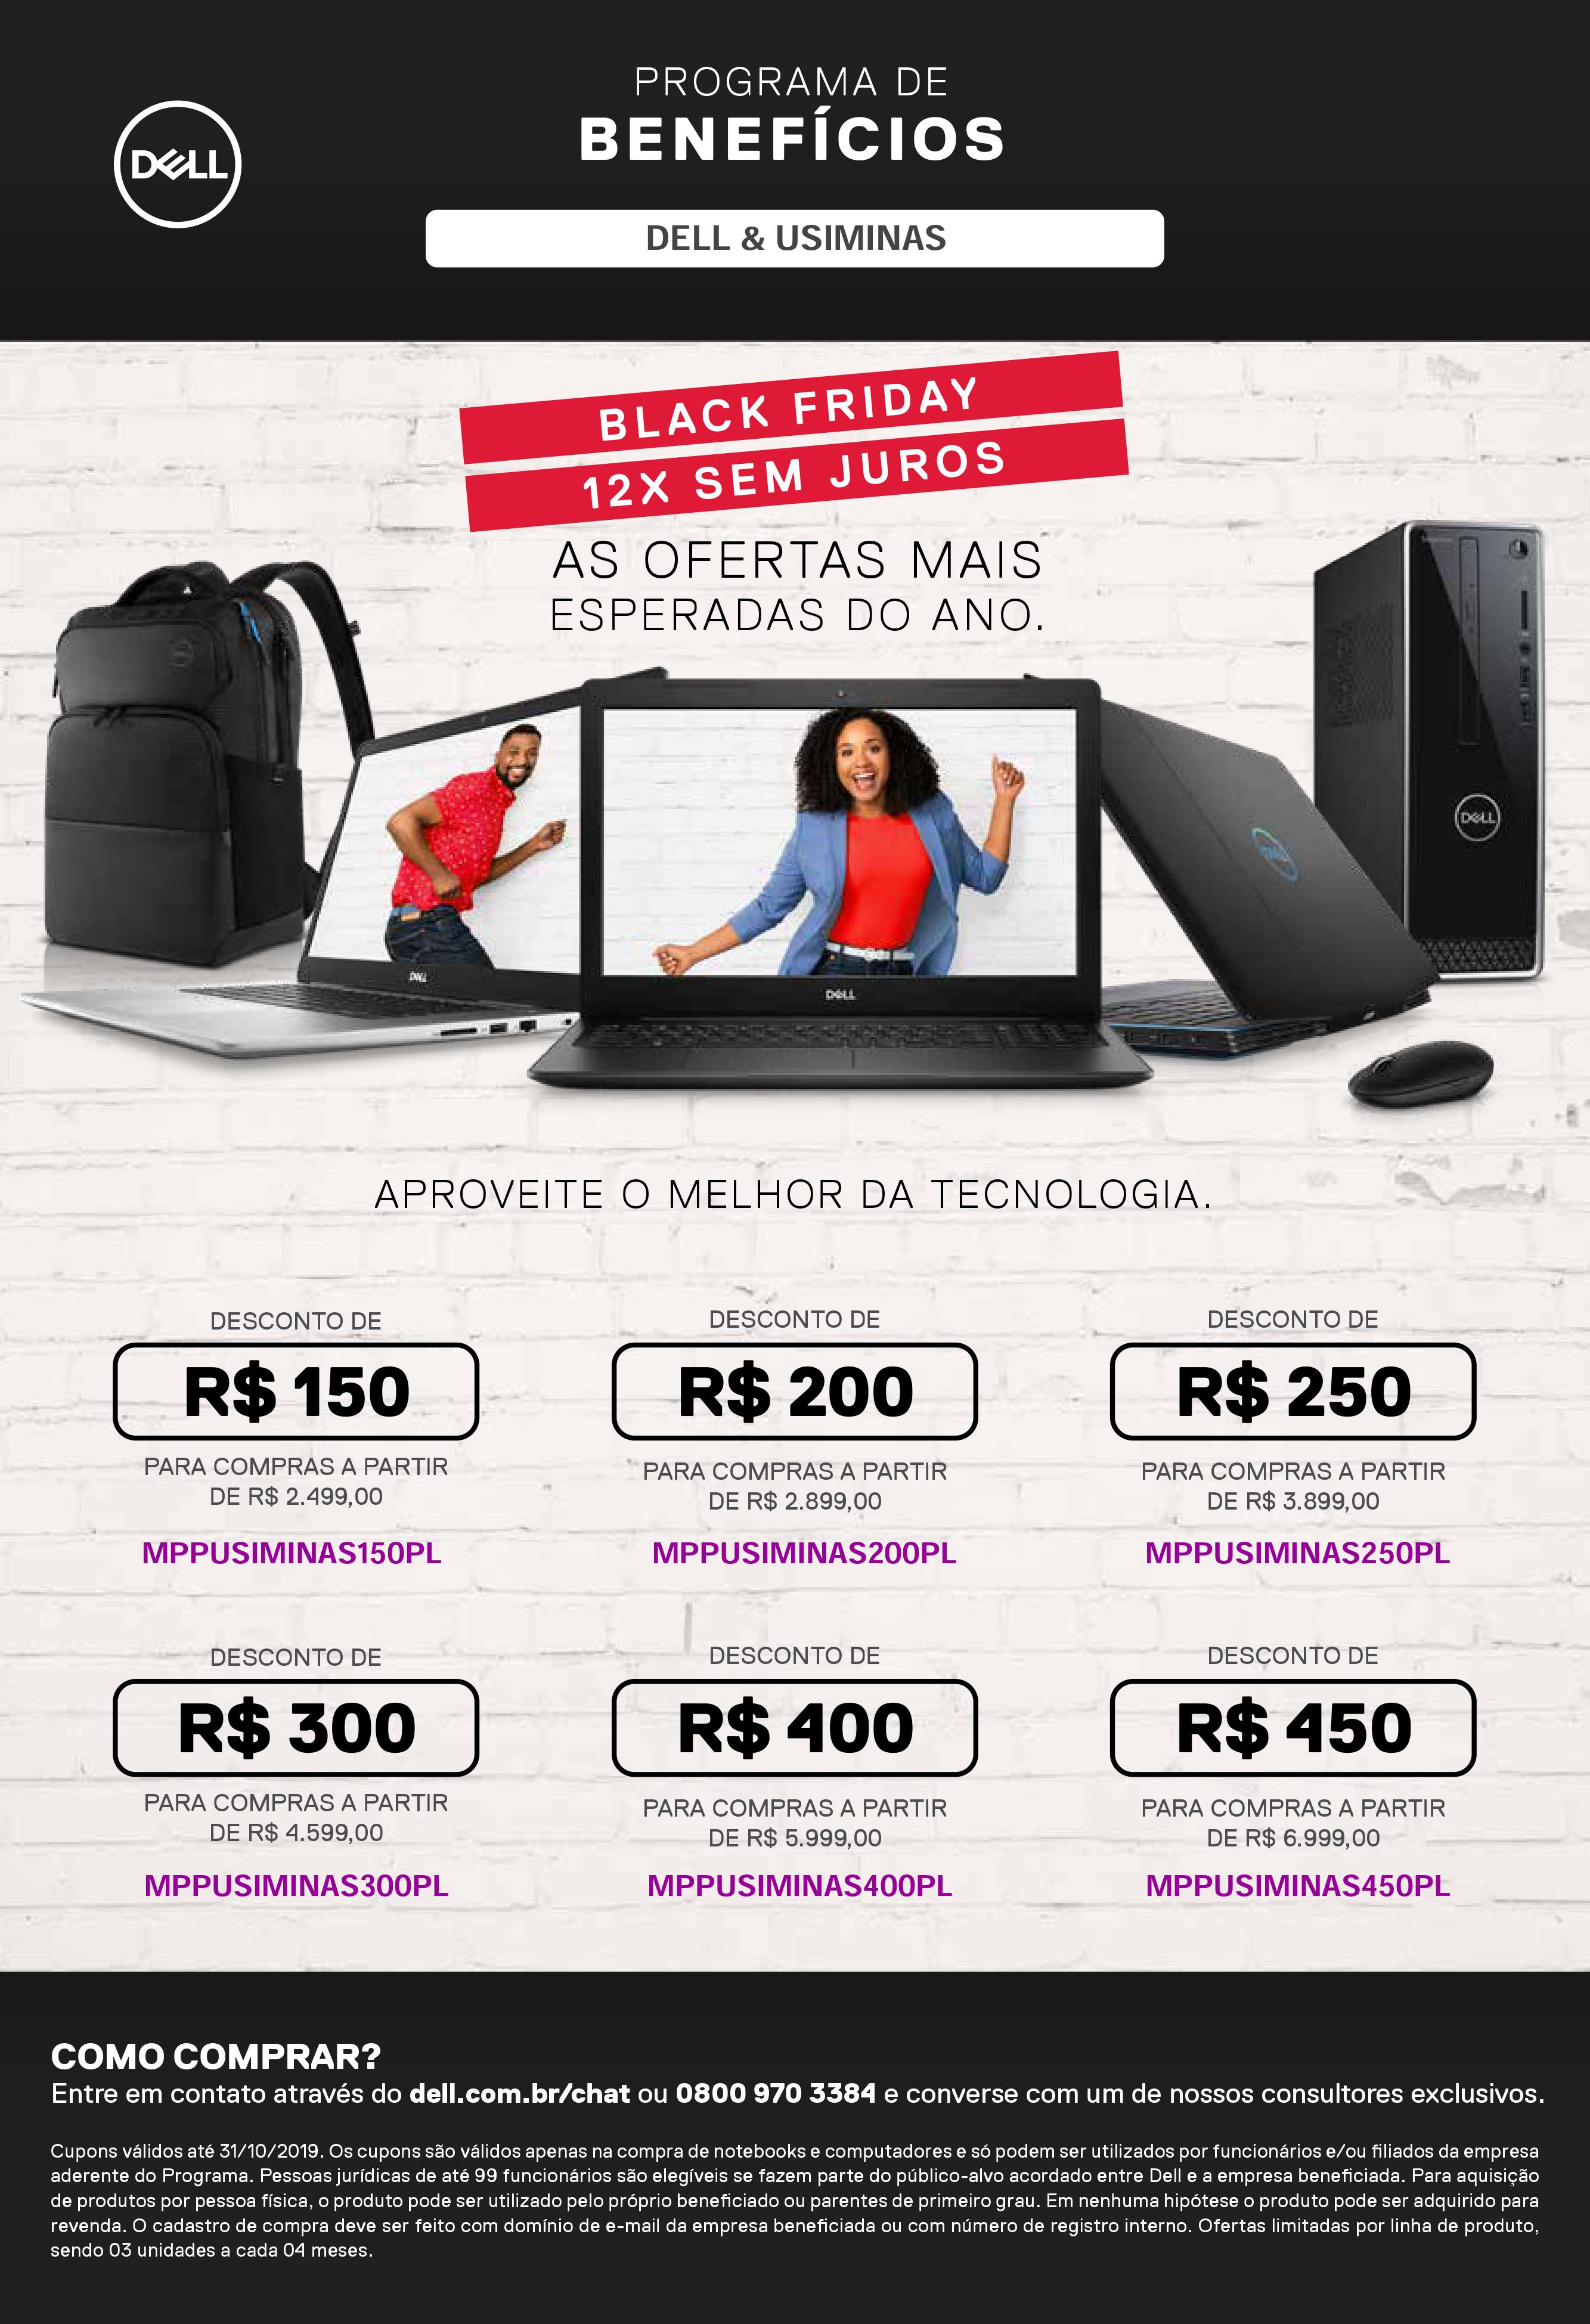 DELL
PROGRAMA DE
BENEFÍCIOS
DELL & USIMINAS
BLACK FRIDAY
12X SEM JUROS
AS OFERTAS MAIS
ESPERADAS DO ANO.
DELL
DELL
DELL
APROVEITE O MELHOR DA TECNOLOGIA.
DESCONTO DE
R$ 150
PARA COMPRAS A PARTIR
DE R$ 2.499,00
MPPUSIMINAS150PL
DESCONTO DE
R$ 200
PARA COMPRAS A PARTIR
DE R$ 2.899,00
MPPUSIMINAS200PL
DESCONTO DE
R$ 250
PARA COMPRAS A PARTIR
DE R$ 3.899,00
MPPUSIMINAS250PL
DESCONTO DE
R$ 300
PARA COMPRAS A PARTIR
DE R$ 4.599,00
MPPUSIMINAS300PL
DESCONTO DE
R$ 400
PARA COMPRAS A PARTIR
DE R$ 5.999,00
MPPUSIMINAS400PL
DESCONTO DE
R$ 450
PARA COMPRAS A PARTIR
DE R$ 6.999,00
MPPUSIMINAS450PL
COMO COMPRAR?
Entre em contato através do dell.com.br/chat ou 0800 970 3384 e converse com um de nossos consultores exclusivos.
Cupons válidos até 31/10/2019. Os cupons são válidos apenas na compra de notebooks e computadores e só podem ser utilizados por funcionários e/ou filiados da empresa
aderente do Programa. Pessoas jurídicas de até 99 funcionários são elegíveis se fazem parte do público-alvo acordado entre Dell e a empresa beneficiada. Para aquisição
de produtos por pessoa física, o produto pode ser utilizado pelo próprio beneficiado ou parentes de primeiro grau. Em nenhuma hipótese o produto pode ser adquirido para
revenda. O cadastro de compra deve ser feito com domínio de e-mail da empresa beneficiada ou com número de registro interno. Ofertas limitadas por linha de produto,
sendo 03 unidades a cada 04 meses.